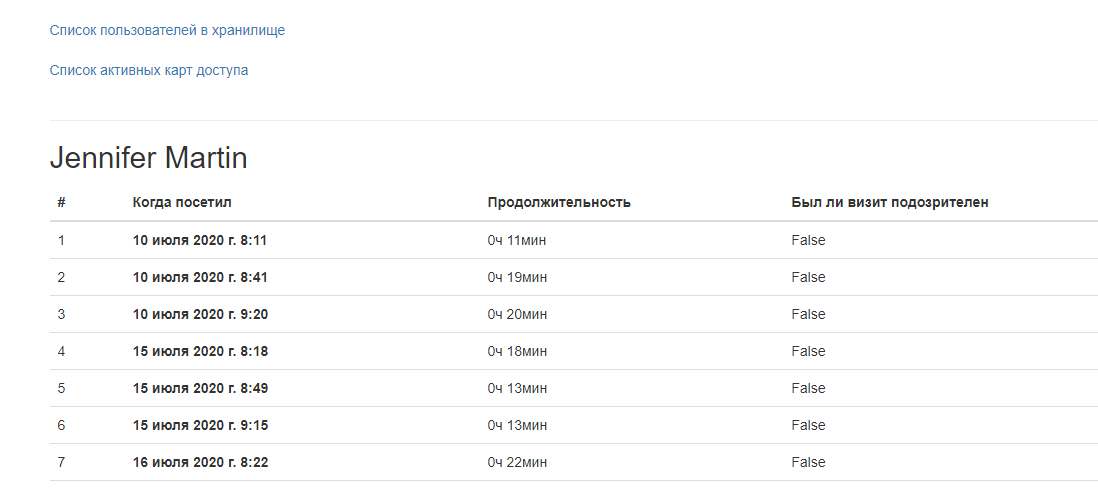 Список пользователей в хранилище
Список активных карт доступа
Jennifer Martin
# Когда посетил Продолжительность Был ли визит подозрителен
1 10 июля 2020 г. 8:11 0ч 11мин False
2 10 июля 2020 г. 8:41 0ч 19мин False
3 10 июля 2020 г. 9:20 0ч 20мин False
4 15 июля 2020 г. 8:18 0ч 18мин False
5 15 июля 2020 г. 8:49 0ч 13мин False
6 15 июля 2020 г. 9:15 0ч 13мин False
7 16 июля 2020 г. 8:22 0ч 22мин False